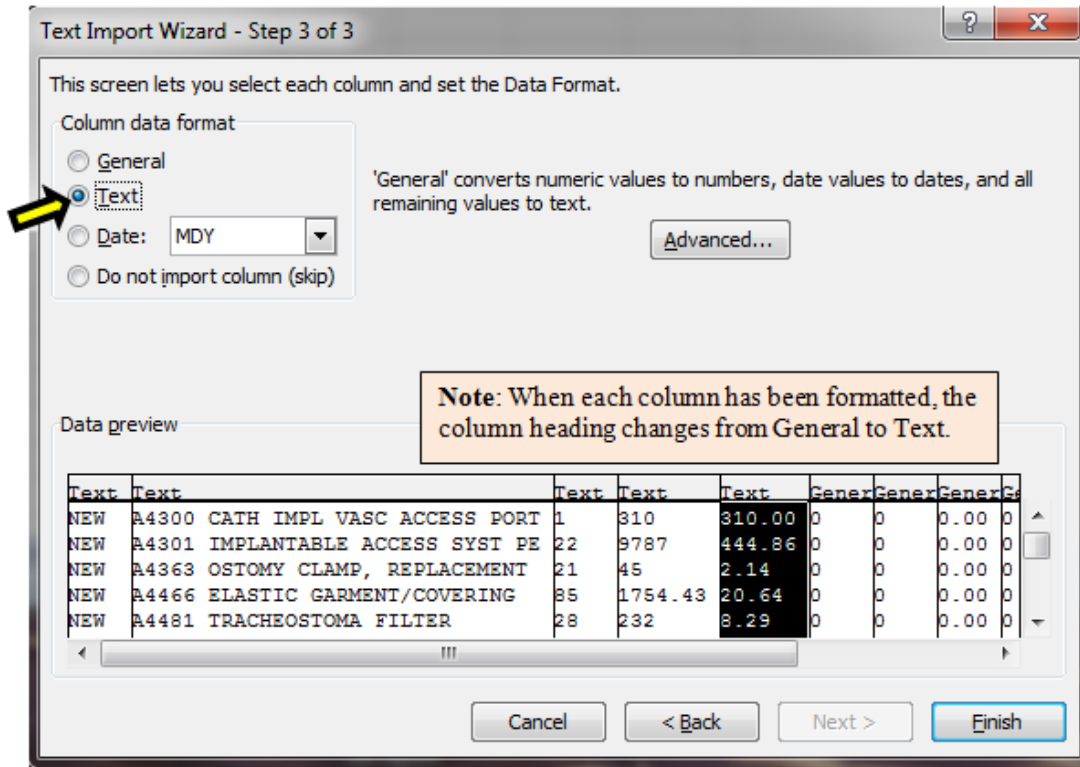 Text Import Wizard - Step 3 of 3
?
X
This screen lets you select each column and set the Data Format.
Column data format
General
Text
Date: MDY
Do not import column (skip)
'General' converts numeric values to numbers, date values to dates, and all
remaining values to text.
Advanced...
Note: When each column has been formatted, the
column heading changes from General to Text.
Data preview
Text Text Text Text Text Gener Gener Gener Ge
NEW A4300 CATH IMPL VASC ACCESS PORT 1 310 310.00 0 0 0.00 0
NEW A4301 IMPLANTABLE ACCESS SYST PE 22 9787 444.86 0 0 0.00 0
NEW A4363 OSTOMY CLAMP, REPLACEMENT 21 45 2.14 0 0 0.00 0
NEW A4466 ELASTIC GARMENT/COVERING 85 1754.43 20.64 0 0 0.00 0
NEW A4481 TRACHEOSTOMA FILTER 28 232 8.29 0 0 0.00 0
Cancel < Back Next > Finish